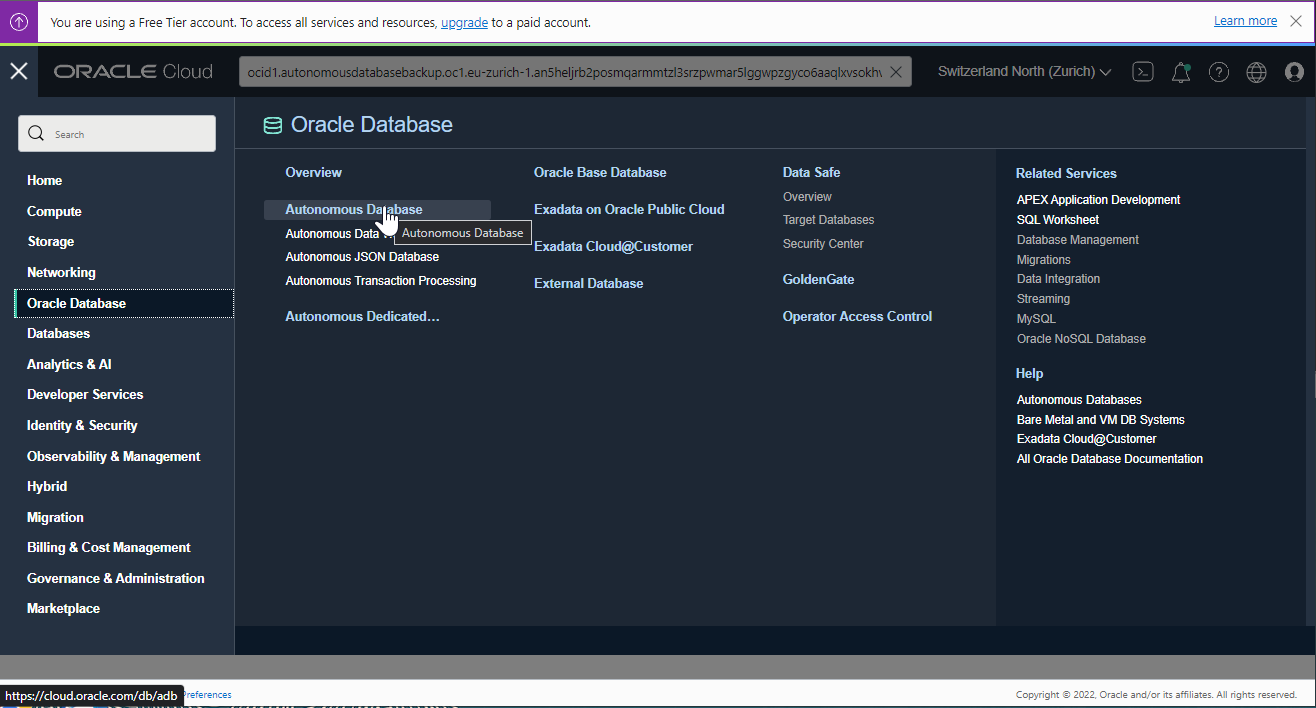 You are using a Free Tier account. To access all services and resources, upgrade to a paid account.
Learn more
ORACLE Cloud
ocid1.autonomousdatabasebackup.oc1.eu-zurich-1.an5heljrb2posmqarmmtzl3srzpwmar5lggwpzgyco6aaqlxvsokhv
Switzerland North (Zurich)
Search
Home
Compute
Storage
Networking
Oracle Database
Databases
Analytics & AI
Developer Services
Identity & Security
Observability & Management
Hybrid
Migration
Billing & Cost Management
Governance & Administration
Marketplace
Oracle Database
Overview
Autonomous Database
Autonomous Data
Autonomous Database
Autonomous JSON Database
Autonomous Transaction Processing
Autonomous Dedicated…
Oracle Base Database
Exadata on Oracle Public Cloud
Exadata Cloud@Customer
External Database
Data Safe
Overview
Target Databases
Security Center
GoldenGate
Operator Access Control
Related Services
APEX Application Development
SQL Worksheet
Database Management
Migrations
Data Integration
Streaming
MySQL
Oracle NoSQL Database
Help
Autonomous Databases
Bare Metal and VM DB Systems
Exadata Cloud@Customer
All Oracle Database Documentation
https://cloud.oracle.com/db/adb
Preferences
Copyright © 2022, Oracle and/or its affiliates. All rights reserved.